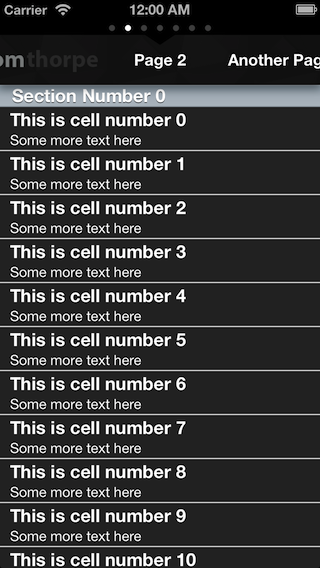 Carrier 12:00 AM
omthorpe Page 2 Another Pag
Section Number 0
This is cell number 0
Some more text here
This is cell number 1
Some more text here
This is cell number 2
Some more text here
This is cell number 3
Some more text here
This is cell number 4
Some more text here
This is cell number 5
Some more text here
This is cell number 6
Some more text here
This is cell number 7
Some more text here
This is cell number 8
Some more text here
This is cell number 9
Some more text here
This is cell number 10